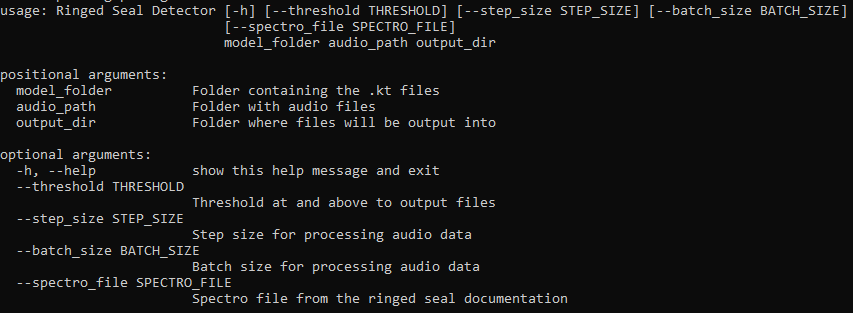 usage: Ringed Seal Detector [-h] [--threshold THRESHOLD] [--step_size STEP_SIZE] [--batch_size BATCH_SIZE]
[--spectro_file SPECTRO_FILE]
model_folder audio_path output_dir
positional arguments:
model_folder Folder containing the .kt files
audio_path Folder with audio files
output_dir Folder where files will be output into
optional arguments:
-h, --help show this help message and exit
--threshold THRESHOLD
Threshold at and above to output files
--step_size STEP_SIZE
Step size for processing audio data
--batch_size BATCH_SIZE
Batch size for processing audio data
--spectro_file SPECTRO_FILE
Spectro file from the ringed seal documentation